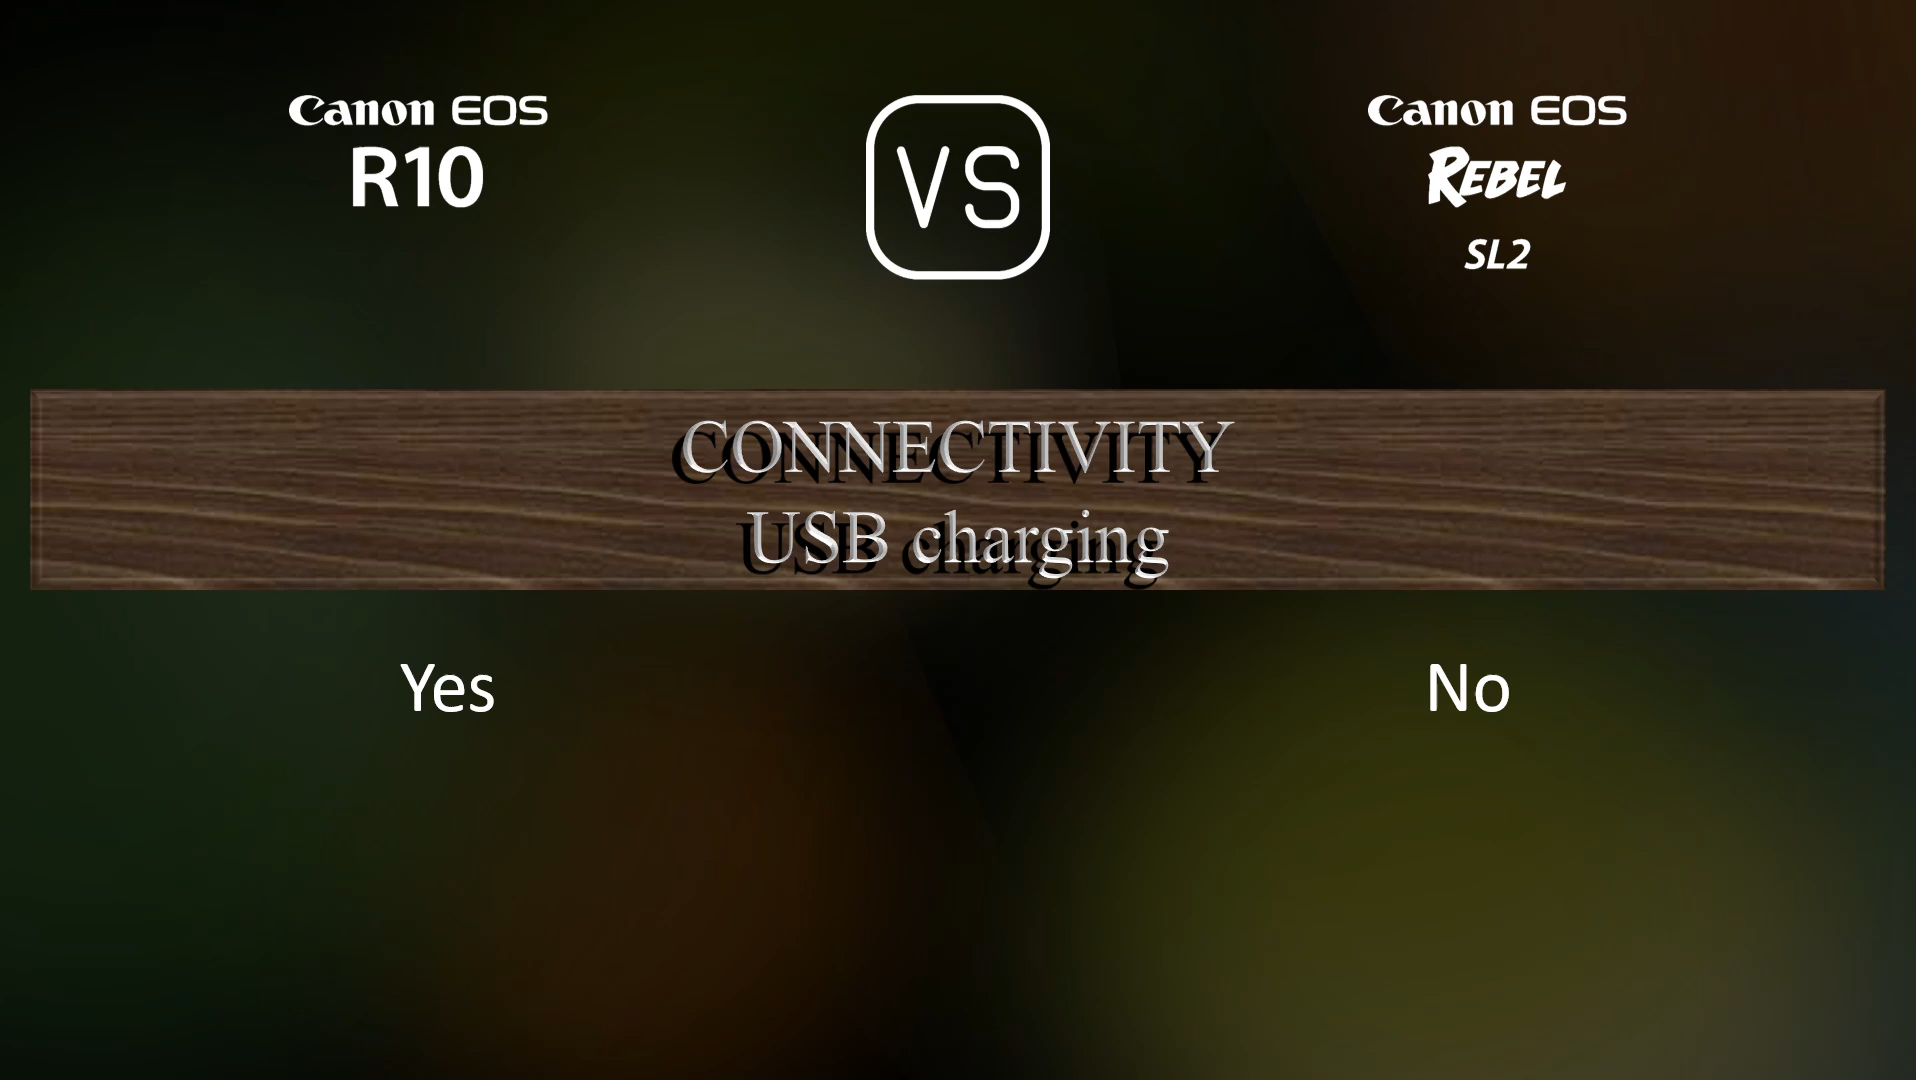 Canon EOS
R10
VS
Canon EOS
REBEL
SL2
CONNECTIVITY
USB charging
Yes
No